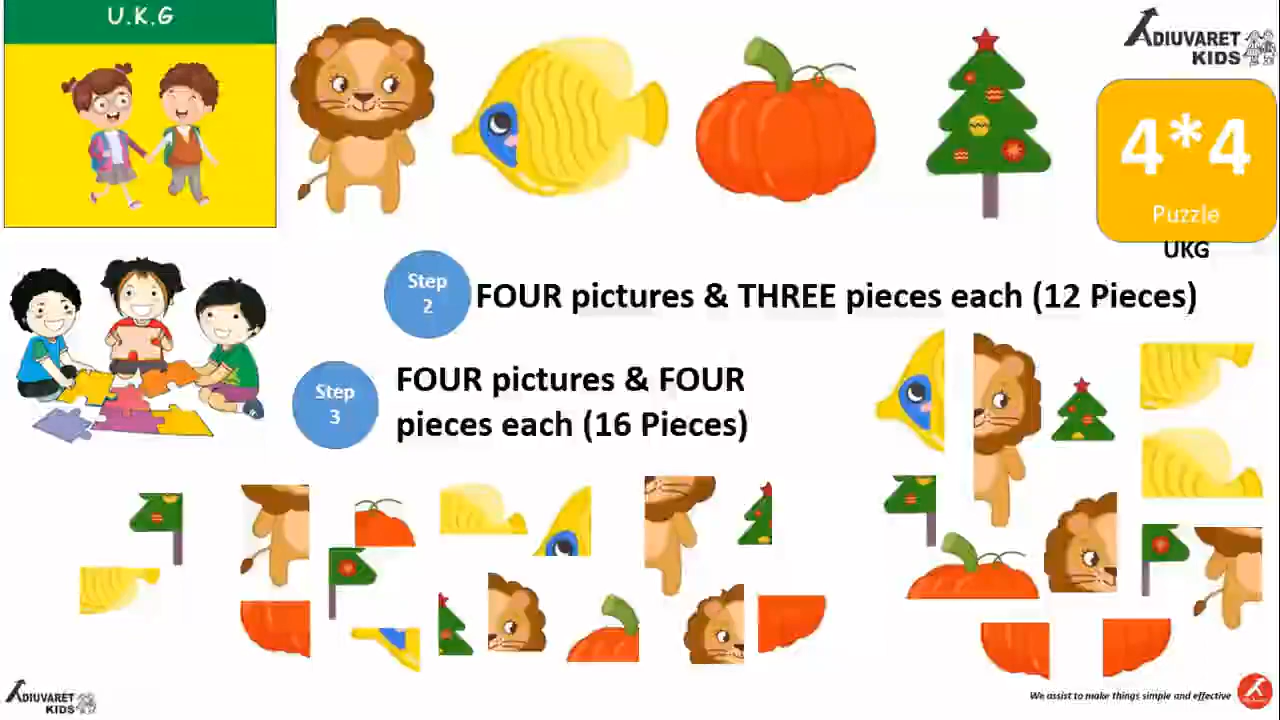 U.K.G
ADIUVARET
KIDS
4*4
Puzzle
UKG
Step
2
FOUR pictures & THREE pieces each (12 Pieces)
Step
3
FOUR pictures & FOUR
pieces each (16 Pieces)
ADIUVARET
KIDS
We assist to make things simple and effective